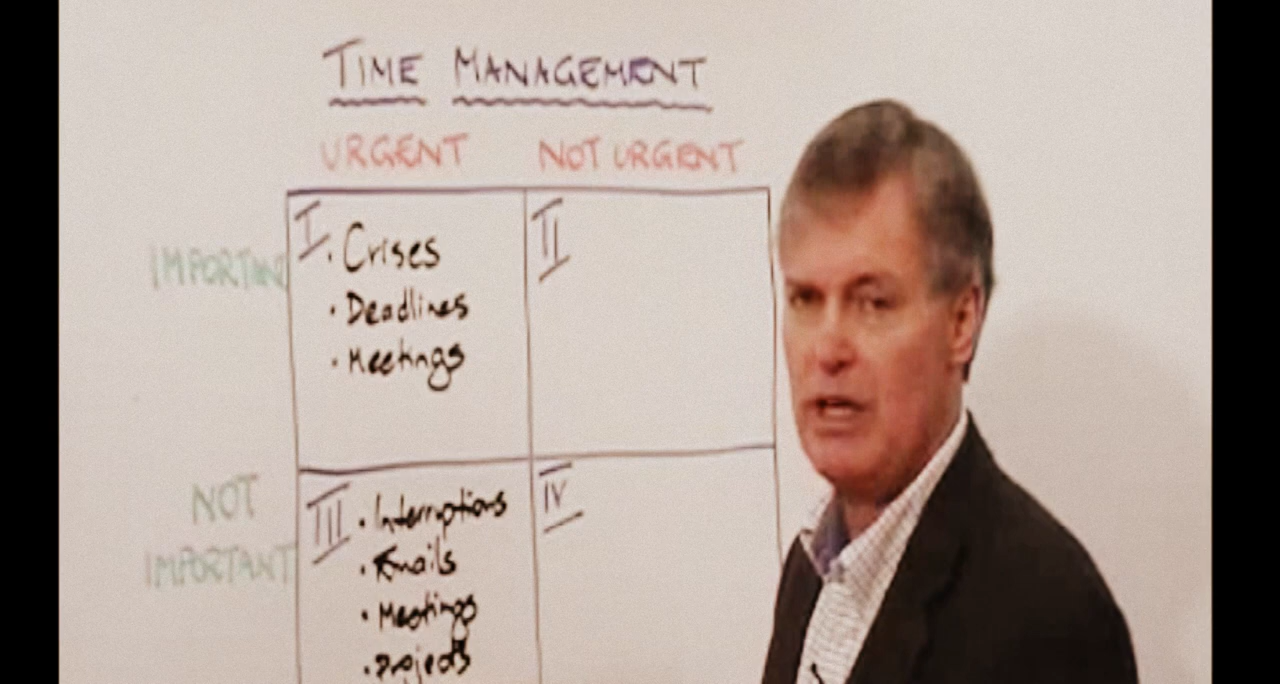 TIME MANAGEMENT
URGENT NOT URGENT
IMPORTANT
I
• Crises
• Deadlines
• Meetings
II
NOT
IMPORTANT
III
• Interruptions
• Emails
• Meetings
• projects
IV